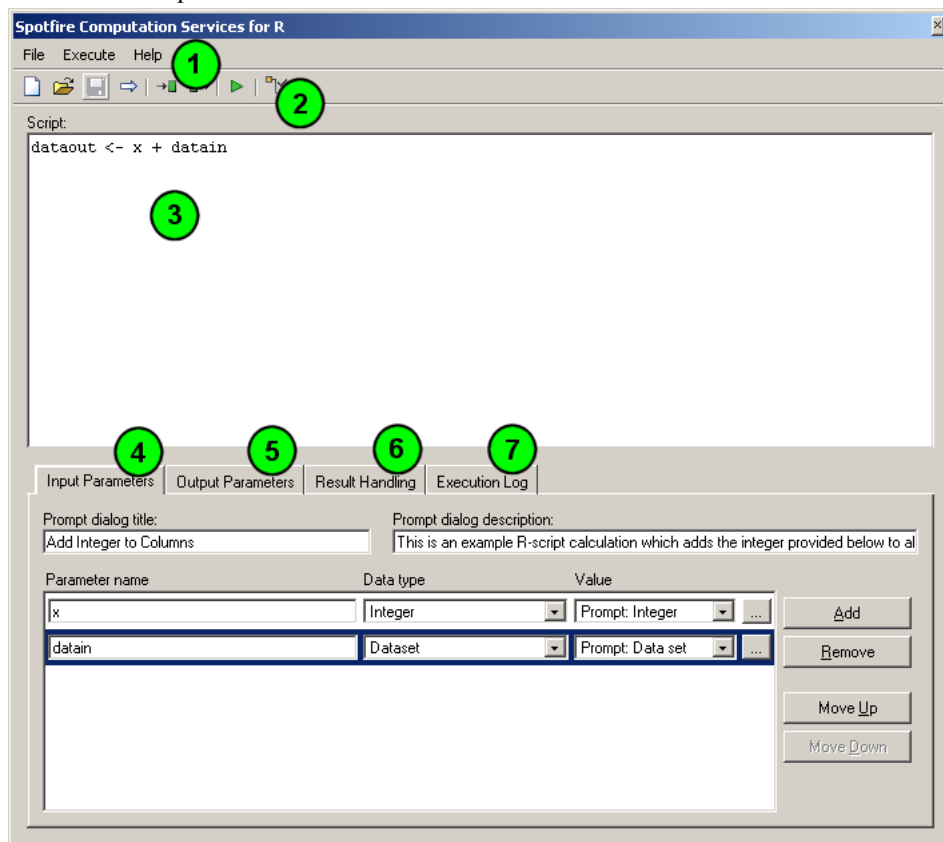 Spotfire Computation Services for R
File Execute Help
1
2
Script:
dataout <- x + datain
3
4 5 6 7
Input Parameters Output Parameters Result Handling Execution Log
Prompt dialog title: Prompt dialog description:
Add Integer to Columns This is an example R-script calculation which adds the integer provided below to al
Parameter name Data type Value
x Integer Prompt: Integer ... Add
datain Dataset Prompt: Data set ... Remove
Move Up
Move Down